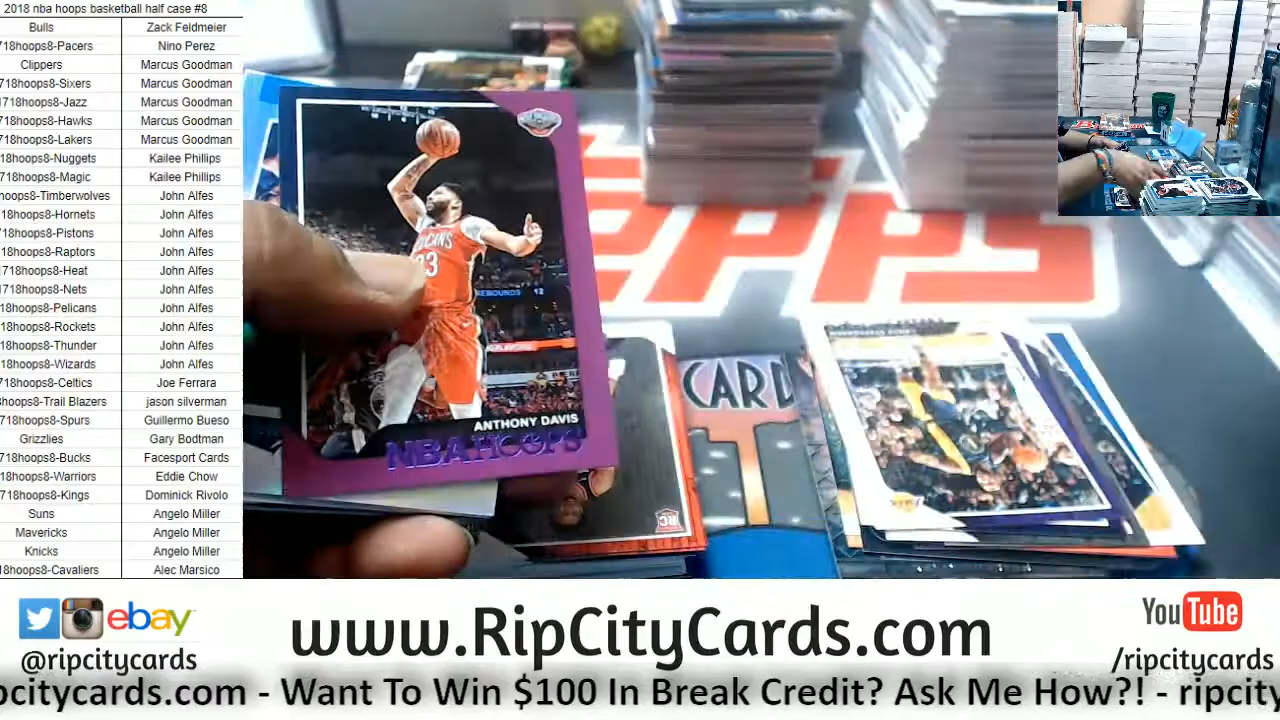 2018 nba hoops basketball half case #8
Bulls Zack Feldmeier
718hoops8-Pacers Nino Perez
Clippers Marcus Goodman
718hoops8-Sixers Marcus Goodman
1718hoops8-Jazz Marcus Goodman
718hoops8-Hawks Marcus Goodman
718hoops8-Lakers Marcus Goodman
18hoops8-Nuggets Kailee Phillips
718hoops8-Magic Kailee Phillips
hoops8-Timberwolves John Alfes
18hoops8-Hornets John Alfes
718hoops8-Pistons John Alfes
18hoops8-Raptors John Alfes
1718hoops8-Heat John Alfes
1718hoops8-Nets John Alfes
18hoops8-Pelicans John Alfes
18hoops8-Rockets John Alfes
18hoops8-Thunder John Alfes
18hoops8-Wizards John Alfes
718hoops8-Celtics Joe Ferrara
hoops8-Trail Blazers jason silverman
718hoops8-Spurs Guillermo Bueso
Grizzlies Gary Bodtman
718hoops8-Bucks Facesport Cards
18hoops8-Warriors Eddie Chow
718hoops8-Kings Dominick Rivolo
Suns Angelo Miller
Mavericks Angelo Miller
Knicks Angelo Miller
18hoops8-Cavaliers Alec Marsico
REBOUNDS 12
ANTHONY DAVIS
NBA HOOPS
RC
CARD
ebay
@ripcitycards
www.RipCityCards.com
YouTube
/ripcitycards
pcitycards.com - Want To Win $100 In Break Credit? Ask Me How?! - ripcity